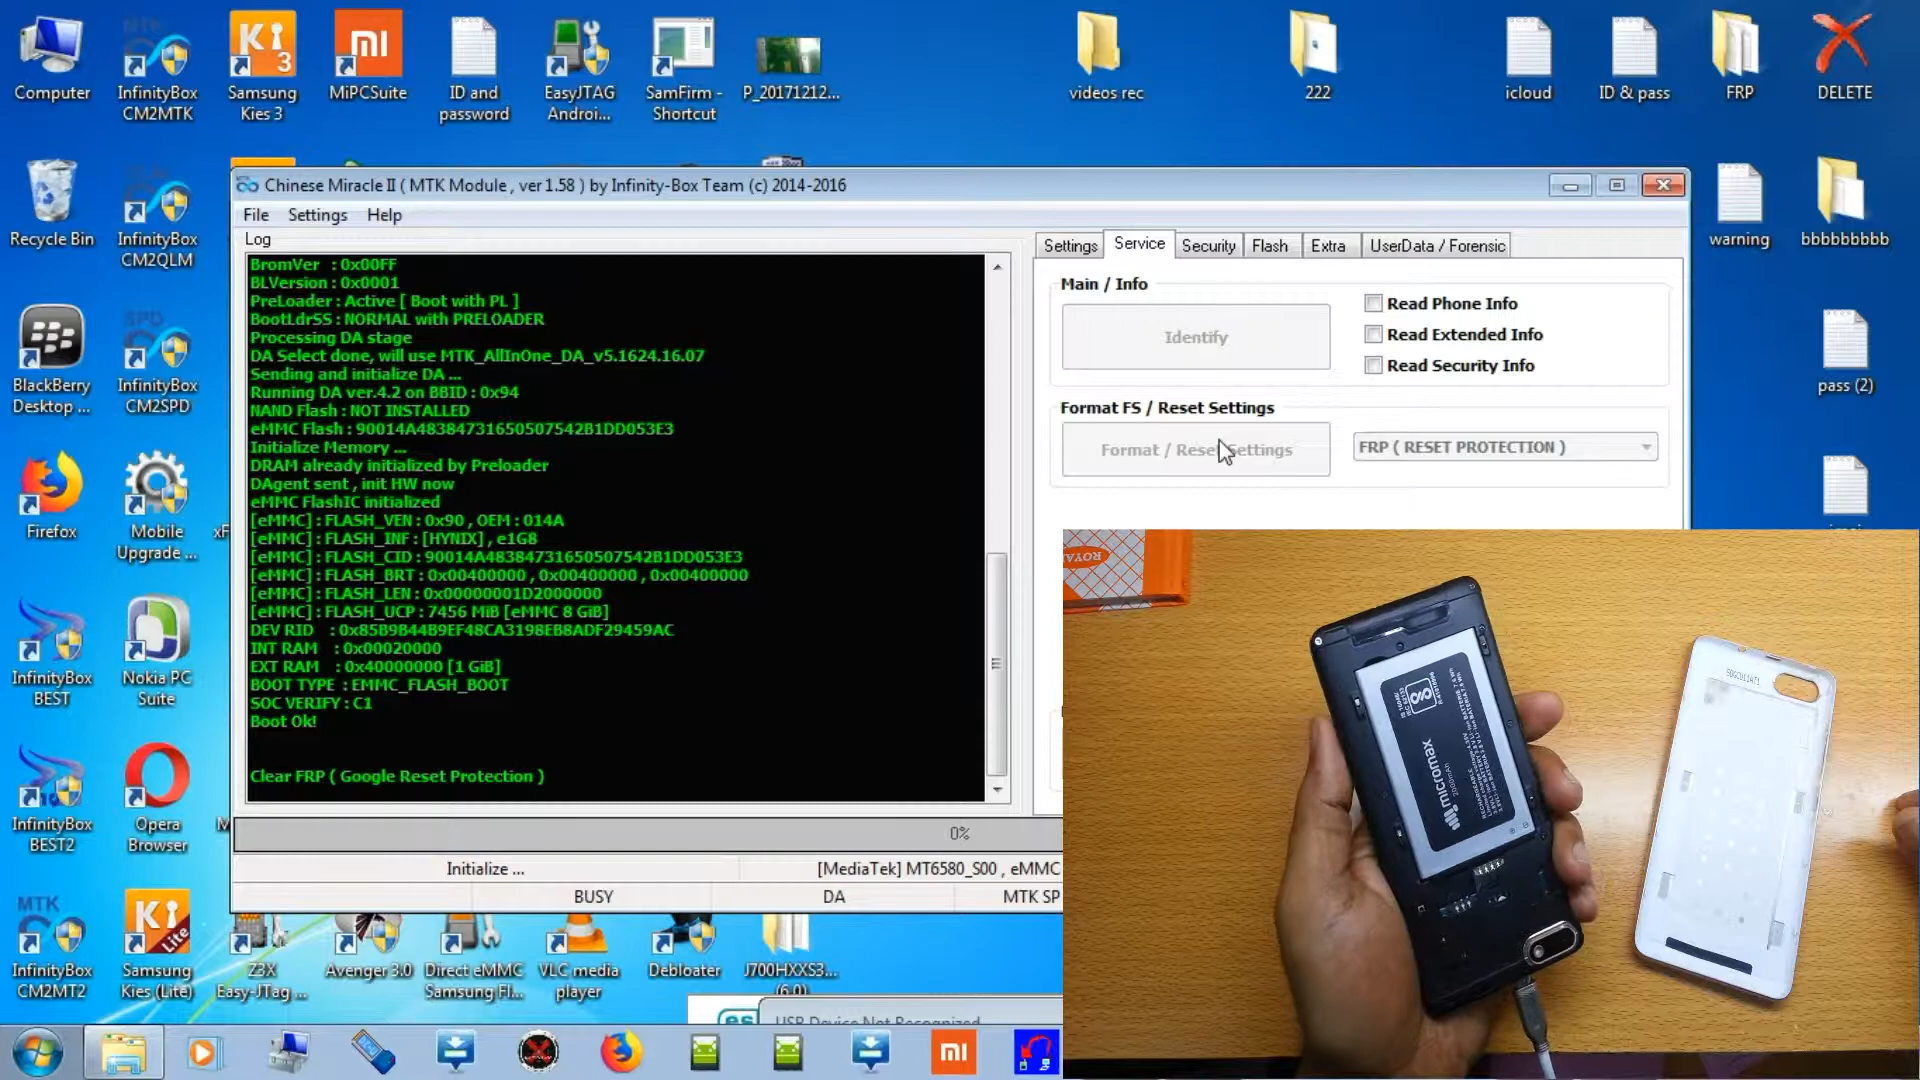 Computer
InfinityBox
CM2MTK
Samsung
Kies 3
MiPCSuite
ID and
password
EasyJTAG
Androi...
SamFirm -
Shortcut
P_20171212...
videos rec
222
icloud
ID & pass
FRP
DELETE
Recycle Bin
InfinityBox
CM2QLM
warning
bbbbbbbbb
BlackBerry
Desktop ...
InfinityBox
CM2SPD
pass (2)
Firefox
Mobile
Upgrade ...
InfinityBox
BEST
Nokia PC
Suite
InfinityBox
BEST2
Opera
Browser
InfinityBox
CM2MT2
Samsung
Kies (Lite)
Z3X
Easy-JTag ...
Avenger 3.0
Direct eMMC
Samsung Fl...
VLC media
player
Debloater
J700HXXS3...
(6.0)
Chinese Miracle II ( MTK Module , ver 1.58 ) by Infinity-Box Team (c) 2014-2016
File Settings Help
Log
BromVer : 0x00FF
BLVersion : 0x0001
PreLoader : Active [ Boot with PL ]
BootLdrSS : NORMAL with PRELOADER
Processing DA stage
DA Select done, will use MTK_AllInOne_DA_v5.1624.16.07
Sending and initialize DA ...
Running DA ver.4.2 on BBID : 0x94
NAND Flash : NOT INSTALLED
eMMC Flash : 90014A48384731650507542B1DD053E3
Initialize Memory ...
DRAM already initialized by Preloader
DAgent sent , init HW now
eMMC FlashIC initialized
[eMMC] : FLASH_VEN : 0x90 , OEM : 014A
[eMMC] : FLASH_INF : [HYNIX] , e1G8
[eMMC] : FLASH_CID : 90014A48384731650507542B1DD053E3
[eMMC] : FLASH_BRT : 0x00400000 , 0x00400000 , 0x00400000
[eMMC] : FLASH_LEN : 0x00000001D2000000
[eMMC] : FLASH_UCP : 7456 MiB [eMMC 8 GiB]
DEV RID : 0x85B9B44B9EF48CA3198EB8ADF29459AC
INT RAM : 0x00020000
EXT RAM : 0x40000000 [1 GiB]
BOOT TYPE : EMMC_FLASH_BOOT
SOC VERIFY : C1
Boot Ok!
Clear FRP ( Google Reset Protection )
0%
Initialize ...
[MediaTek] MT6580_S00 , eMMC
BUSY
DA
MTK SP
Settings Service Security Flash Extra UserData / Forensic
Main / Info
Identify
Read Phone Info
Read Extended Info
Read Security Info
Format FS / Reset Settings
Format / Reset Settings
FRP ( RESET PROTECTION )
USB Device Not Recognized
ROYAL
micromax
2000mAh